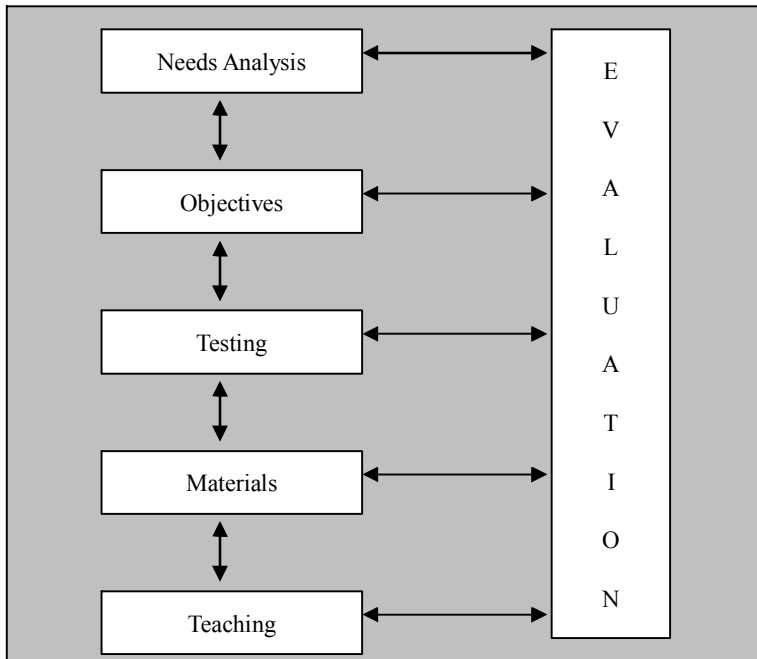 Needs Analysis
Objectives
Testing
Materials
Teaching
E
V
A
L
U
A
T
I
O
N